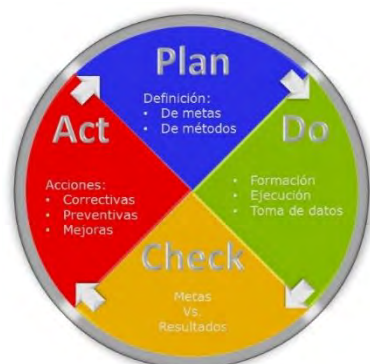 Plan
Definición:
• De metas
• De métodos
Do
• Formación
• Ejecución
• Toma de datos
Check
Metas
Vs.
Resultados
Act
Acciones:
• Correctivas
• Preventivas
• Mejoras